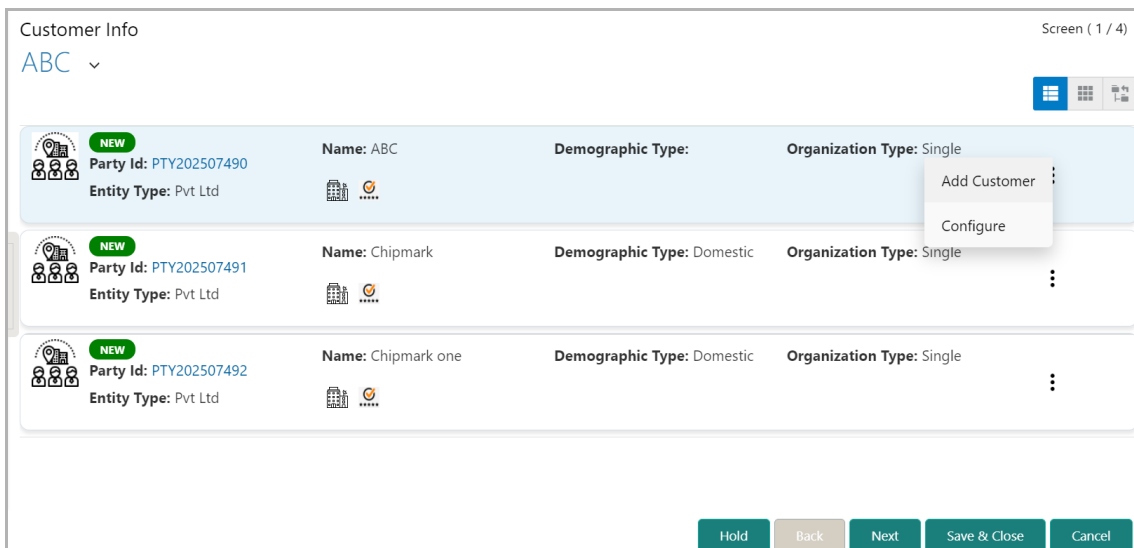 Customer Info
Screen ( 1 / 4)
ABC
NEW
Party Id: PTY202507490
Entity Type: Pvt Ltd
Name: ABC
Demographic Type:
Organization Type: Single
Add Customer
Configure
NEW
Party Id: PTY202507491
Entity Type: Pvt Ltd
Name: Chipmark
Demographic Type: Domestic
Organization Type: Single
NEW
Party Id: PTY202507492
Entity Type: Pvt Ltd
Name: Chipmark one
Demographic Type: Domestic
Organization Type: Single
Hold
Back
Next
Save & Close
Cancel